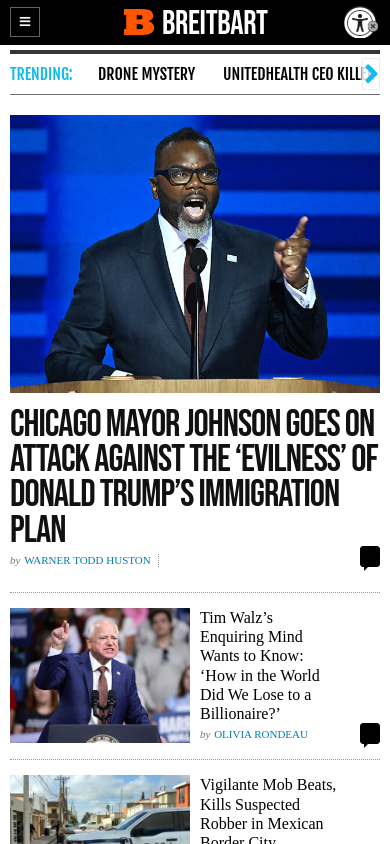 B BREITBART
TRENDING:
DRONE MYSTERY
UNITEDHEALTH CEO
CHICAGO MAYOR JOHNSON GOES ON
ATTACK AGAINST THE ‘EVILNESS’ OF
DONALD TRUMP’S IMMIGRATION
PLAN
by WARNER TODD HUSTON
Tim Walz’s
Enquiring Mind
Wants to Know:
‘How in the World
Did We Lose to a
Billionaire?’
by OLIVIA RONDEAU
Vigilante Mob Beats,
Kills Suspected
Robber in Mexican
Border City